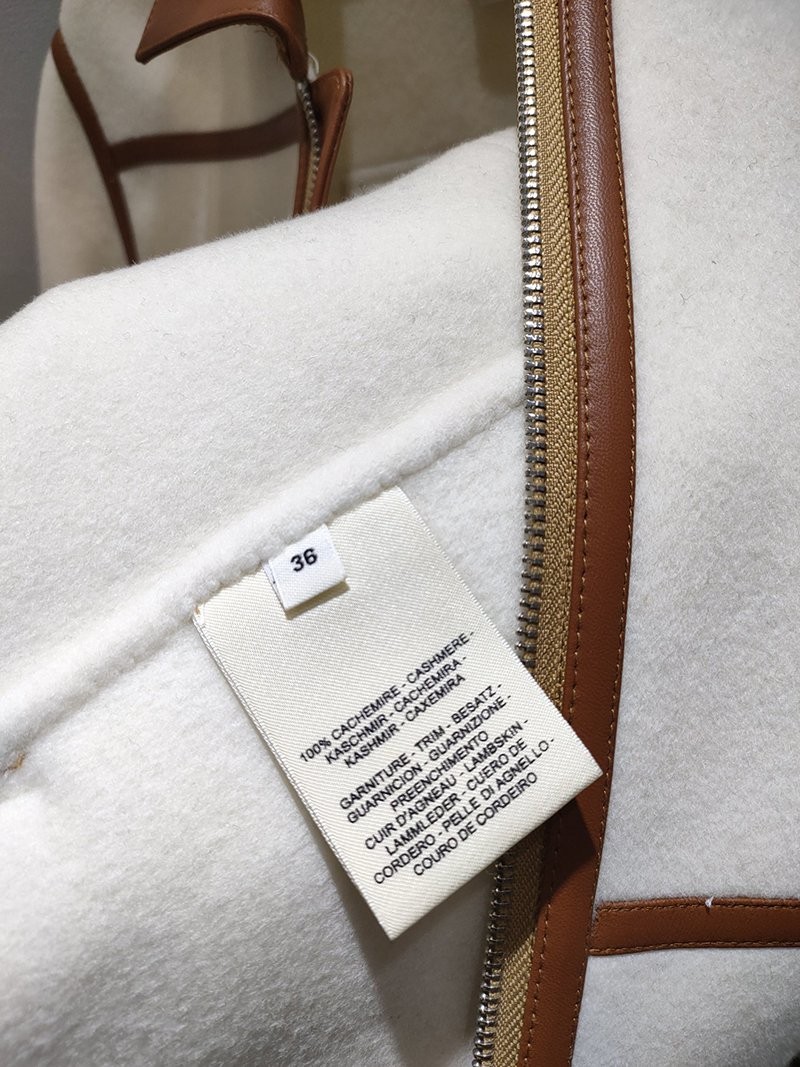 36
100% CACHEMIRE - CASHMERE -
KASCHMIR - CACHEMIRA -
KASHMIR - CAXEMIRA
GARNITURE - TRIM - BESATZ -
GUARNICION - GUARNIZIONE -
PREENCHIMENTO
CUIR D'AGNEAU - LAMBSKIN -
LAMMLEDER - CUERO DE
CORDERO - PELLE DI AGNELLO -
COURO DE CORDEIRO